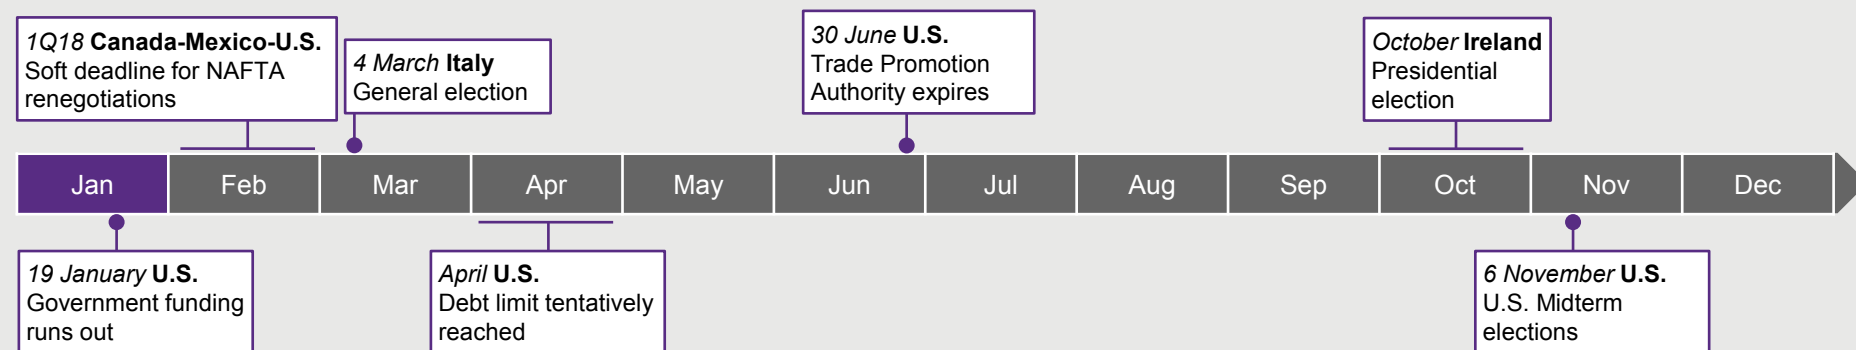 1Q18 Canada-Mexico-U.S.
Soft deadline for NAFTA
renegotiations
4 March Italy
General election
30 June U.S.
Trade Promotion
Authority expires
October Ireland
Presidential
election
Jan
Feb
Mar
Apr
May
Jun
Jul
Aug
Sep
Oct
Nov
Dec
19 January U.S.
Government funding
runs out
April U.S.
Debt limit tentatively
reached
6 November U.S.
U.S. Midterm
elections